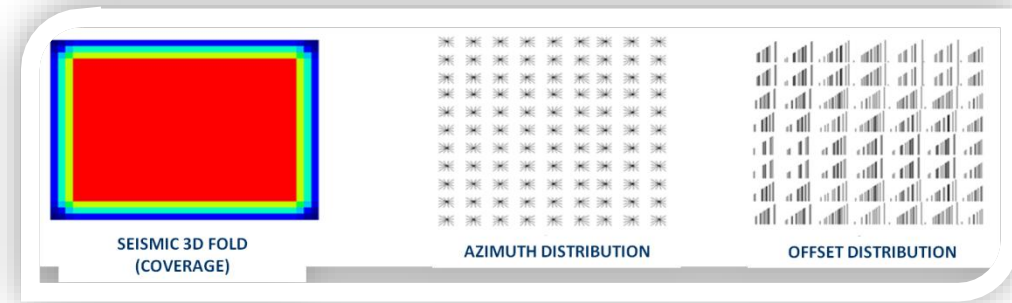 SEISMIC 3D FOLD
(COVERAGE)
AZIMUTH DISTRIBUTION
OFFSET DISTRIBUTION